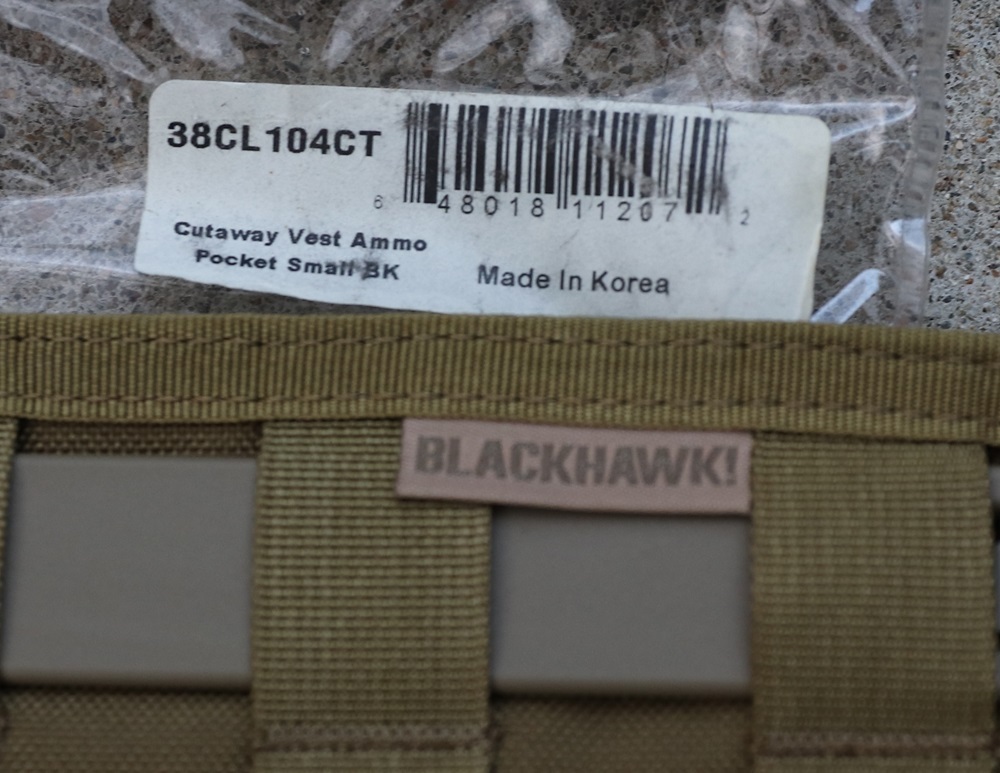 38CL104CT
6 48018 11207 2
Cutaway Vest Ammo
Pocket Small BK
Made In Korea
BLACKHAWK!